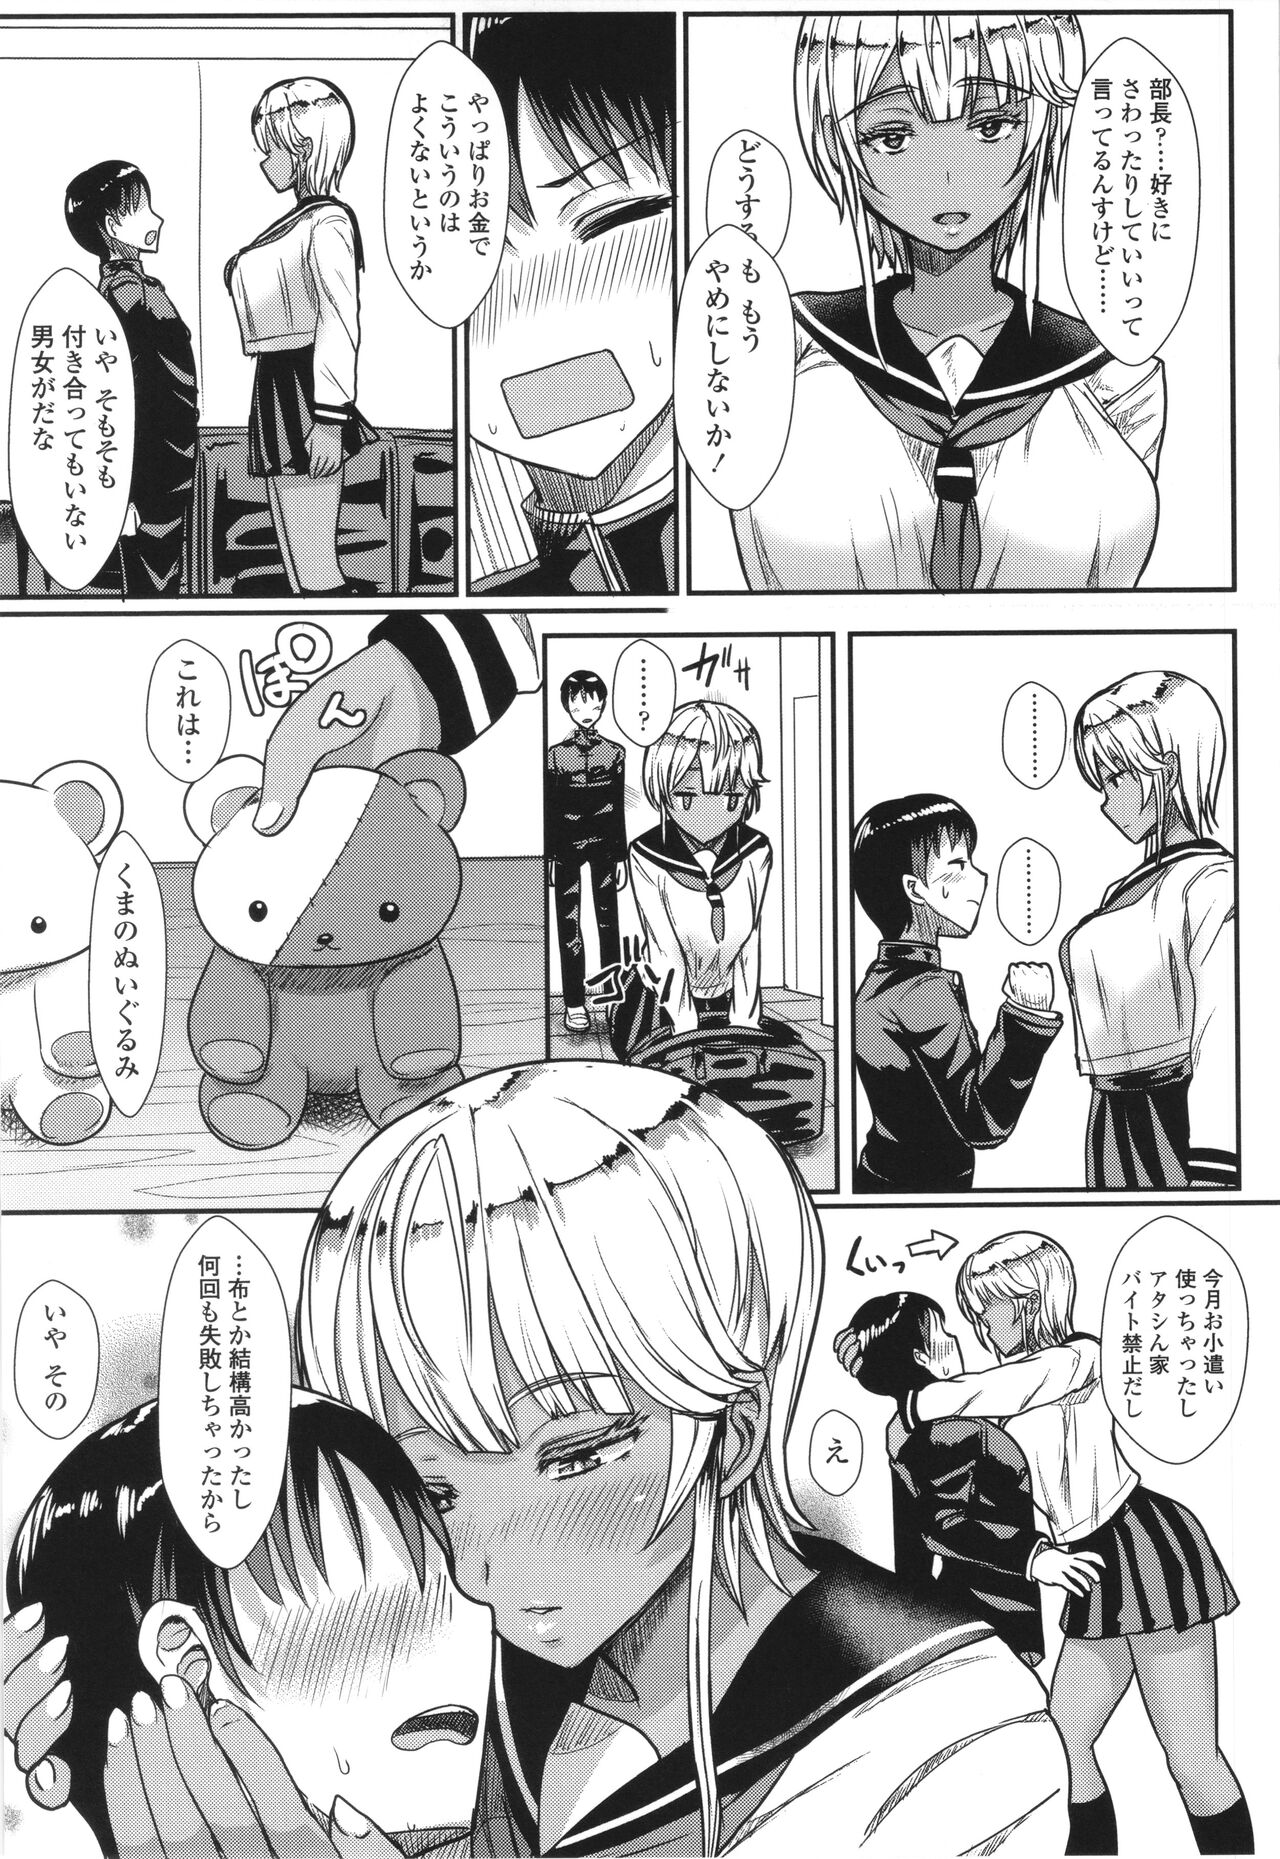 部長?……好きに
さわったりしていいって
言ってるんすけど……
どうする
も もう
やめにしないか!
やっぱりお金で
こういうのは
よくないというか
いや そもそも
付き合ってもいない
男女がだな
………
………
ガサ
……?
ゴソッ
ぽん
これは…
くまのぬいぐるみ
今月お小遣い
使っちゃったし
アタシん家
バイト禁止だし
くいっ
え
…布とか結構高かったし
何回も失敗しちゃったから
いや その